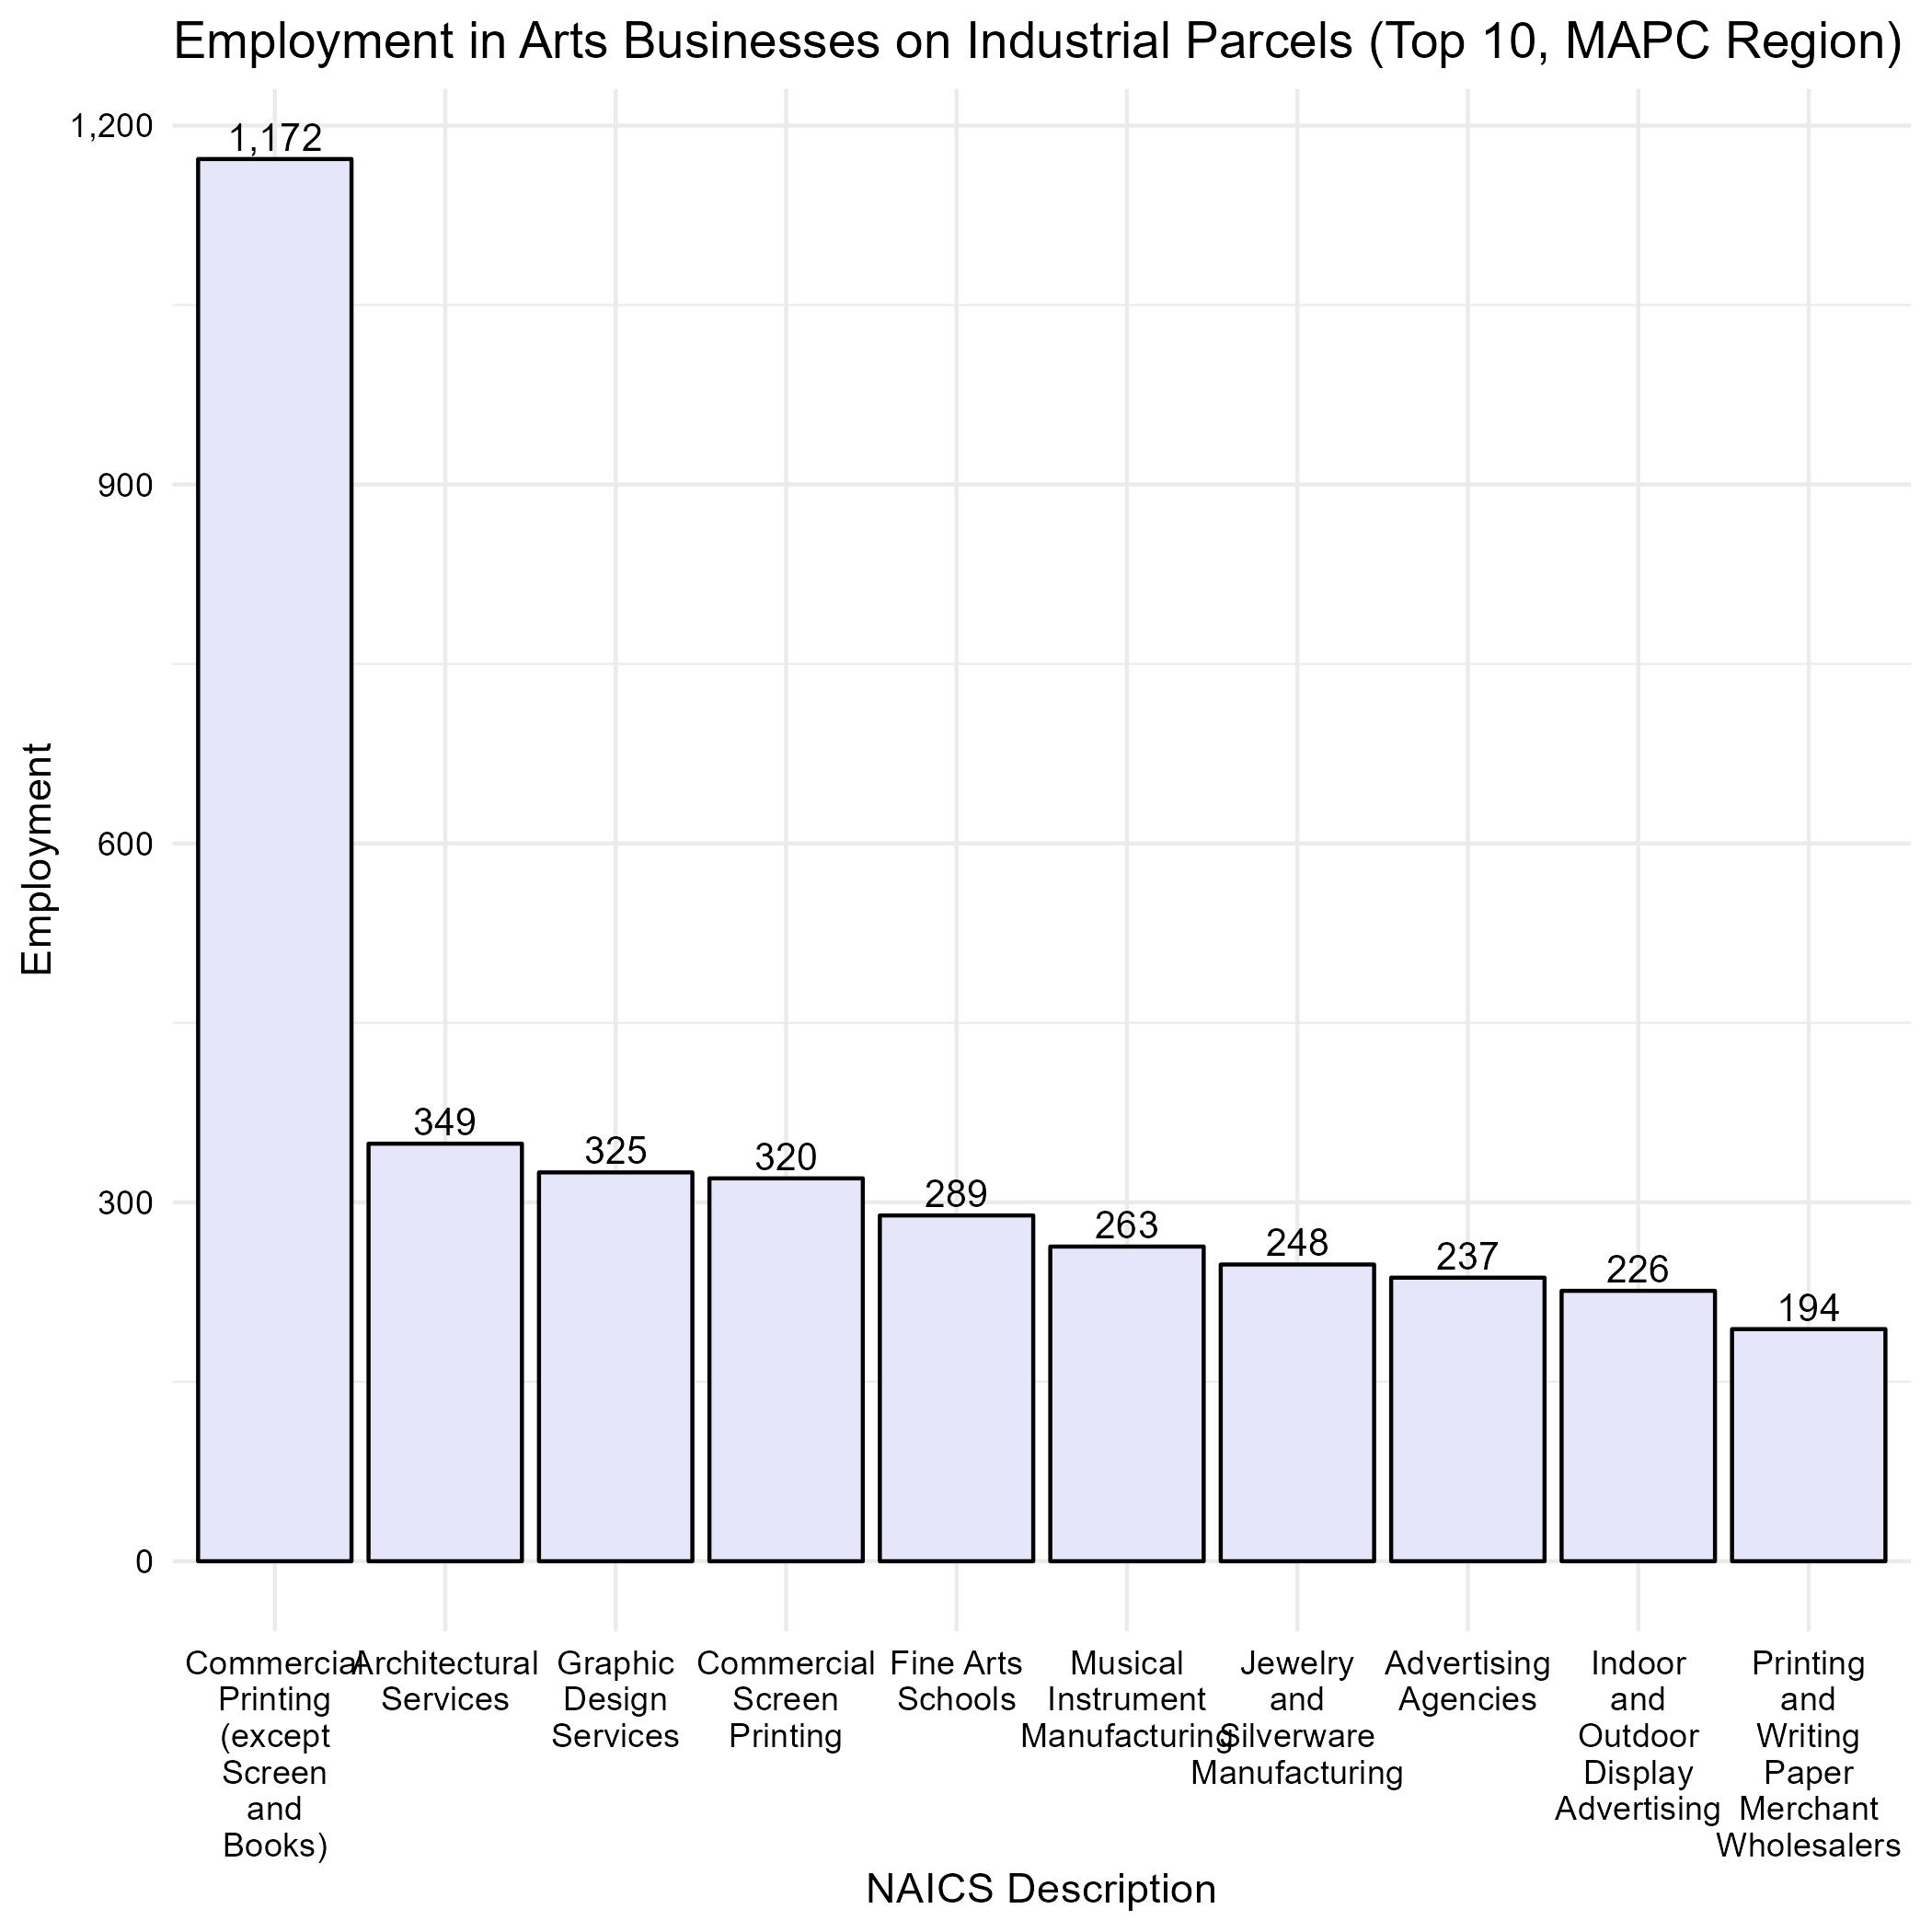 Employment in Arts Businesses on Industrial Parcels (Top 10, MAPC Region)
1,200
900
600
300
0
Employment
1,172
349
325
320
289
263
248
237
226
194
Commercial
Printing
(except
Screen
and
Books)
Architectural
Services
Graphic
Design
Services
Commercial
Screen
Printing
Fine Arts
Schools
Musical
Instrument
Manufacturing
Jewelry
and
Silverware
Manufacturing
Advertising
Agencies
Indoor
and
Outdoor
Display
Advertising
Printing
and
Writing
Paper
Merchant
Wholesalers
NAICS Description